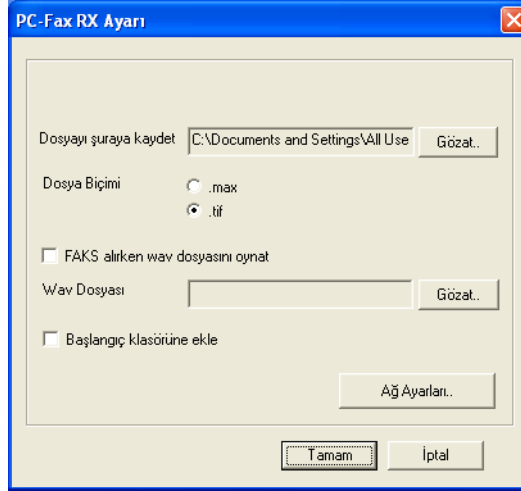 PC-Fax RX Ayarı
Dosyayı şuraya kaydet C:\Documents and Settings\All Use Gözat..
Dosya Biçimi .max
.tif
FAKS alırken wav dosyasını oynat
Wav Dosyası Gözat..
Başlangıç klasörüne ekle
Ağ Ayarları..
Tamam İptal